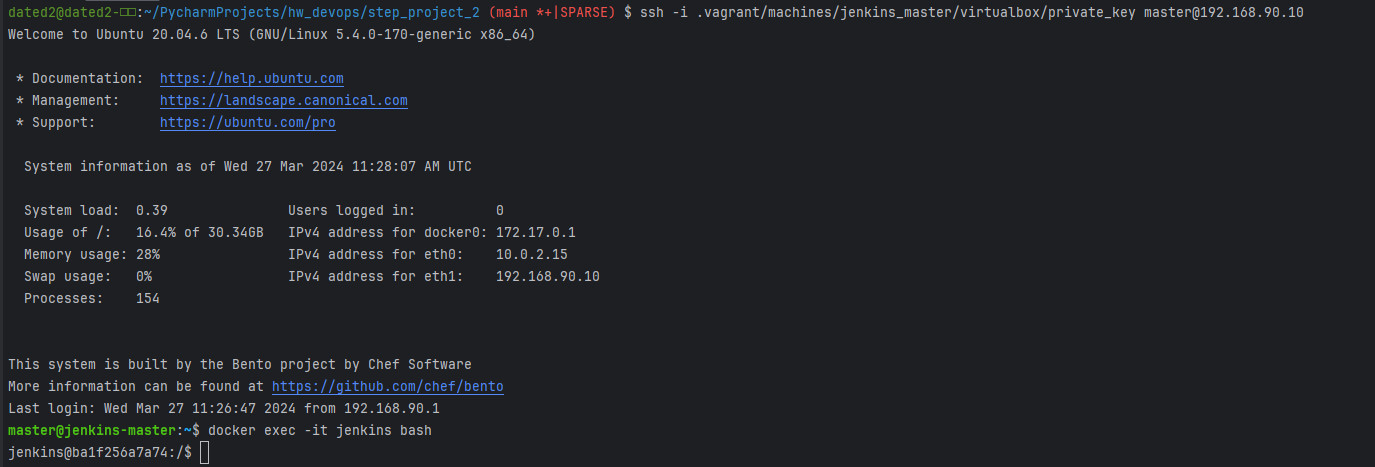 dated2@dated2-□□:~/PycharmProjects/hw_devops/step_project_2 (main *+|SPARSE) $ ssh -i .vagrant/machines/jenkins_master/virtualbox/private_key master@192.168.90.10
Welcome to Ubuntu 20.04.6 LTS (GNU/Linux 5.4.0-170-generic x86_64)
* Documentation:  https://help.ubuntu.com
* Management:     https://landscape.canonical.com
* Support:        https://ubuntu.com/pro
System information as of Wed 27 Mar 2024 11:28:07 AM UTC
System load:  0.39               Users logged in:          0
Usage of /:   16.4% of 30.34GB   IPv4 address for docker0: 172.17.0.1
Memory usage: 28%                IPv4 address for eth0:    10.0.2.15
Swap usage:   0%                 IPv4 address for eth1:    192.168.90.10
Processes:    154
This system is built by the Bento project by Chef Software
More information can be found at https://github.com/chef/bento
Last login: Wed Mar 27 11:26:47 2024 from 192.168.90.1
master@jenkins-master:~$ docker exec -it jenkins bash
jenkins@ba1f256a7a74:/$